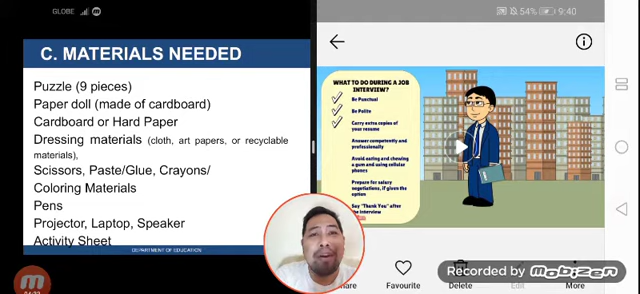 GLOBE
54% 9:40
C. MATERIALS NEEDED
Puzzle (9 pieces)
Paper doll (made of cardboard)
Cardboard or Hard Paper
Dressing materials (cloth, art papers, or recyclable
materials),
Scissors, Paste/Glue, Crayons/
Coloring Materials
Pens
Projector, Laptop, Speaker
Activity Sheet
DEPARTMENT OF EDUCATION
WHAT TO DO DURING A JOB
INTERVIEW?
Be Punctual
Be Polite
Carry extra copies of
your resume
Answer competently and
professionally
Avoid eating and chewing
a gum and using cellular
phones
Prepare for salary
negotiations, if given the
option
Say "Thank You" after
the interview
Favourite
Delete
Edit
More
Recorded by Mobizen